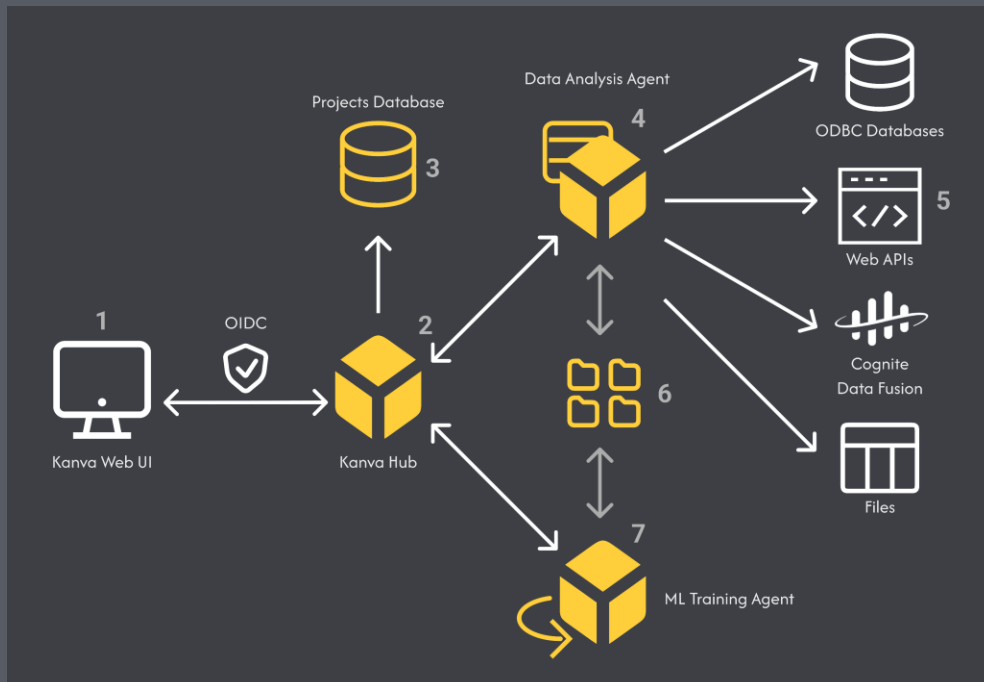 Data Analysis Agent
Projects Database
4
3
ODBC Databases
</>
5
Web APIs
1
OIDC
2
Cognite
Data Fusion
6
Kanva Web UI
Kanva Hub
Files
7
ML Training Agent